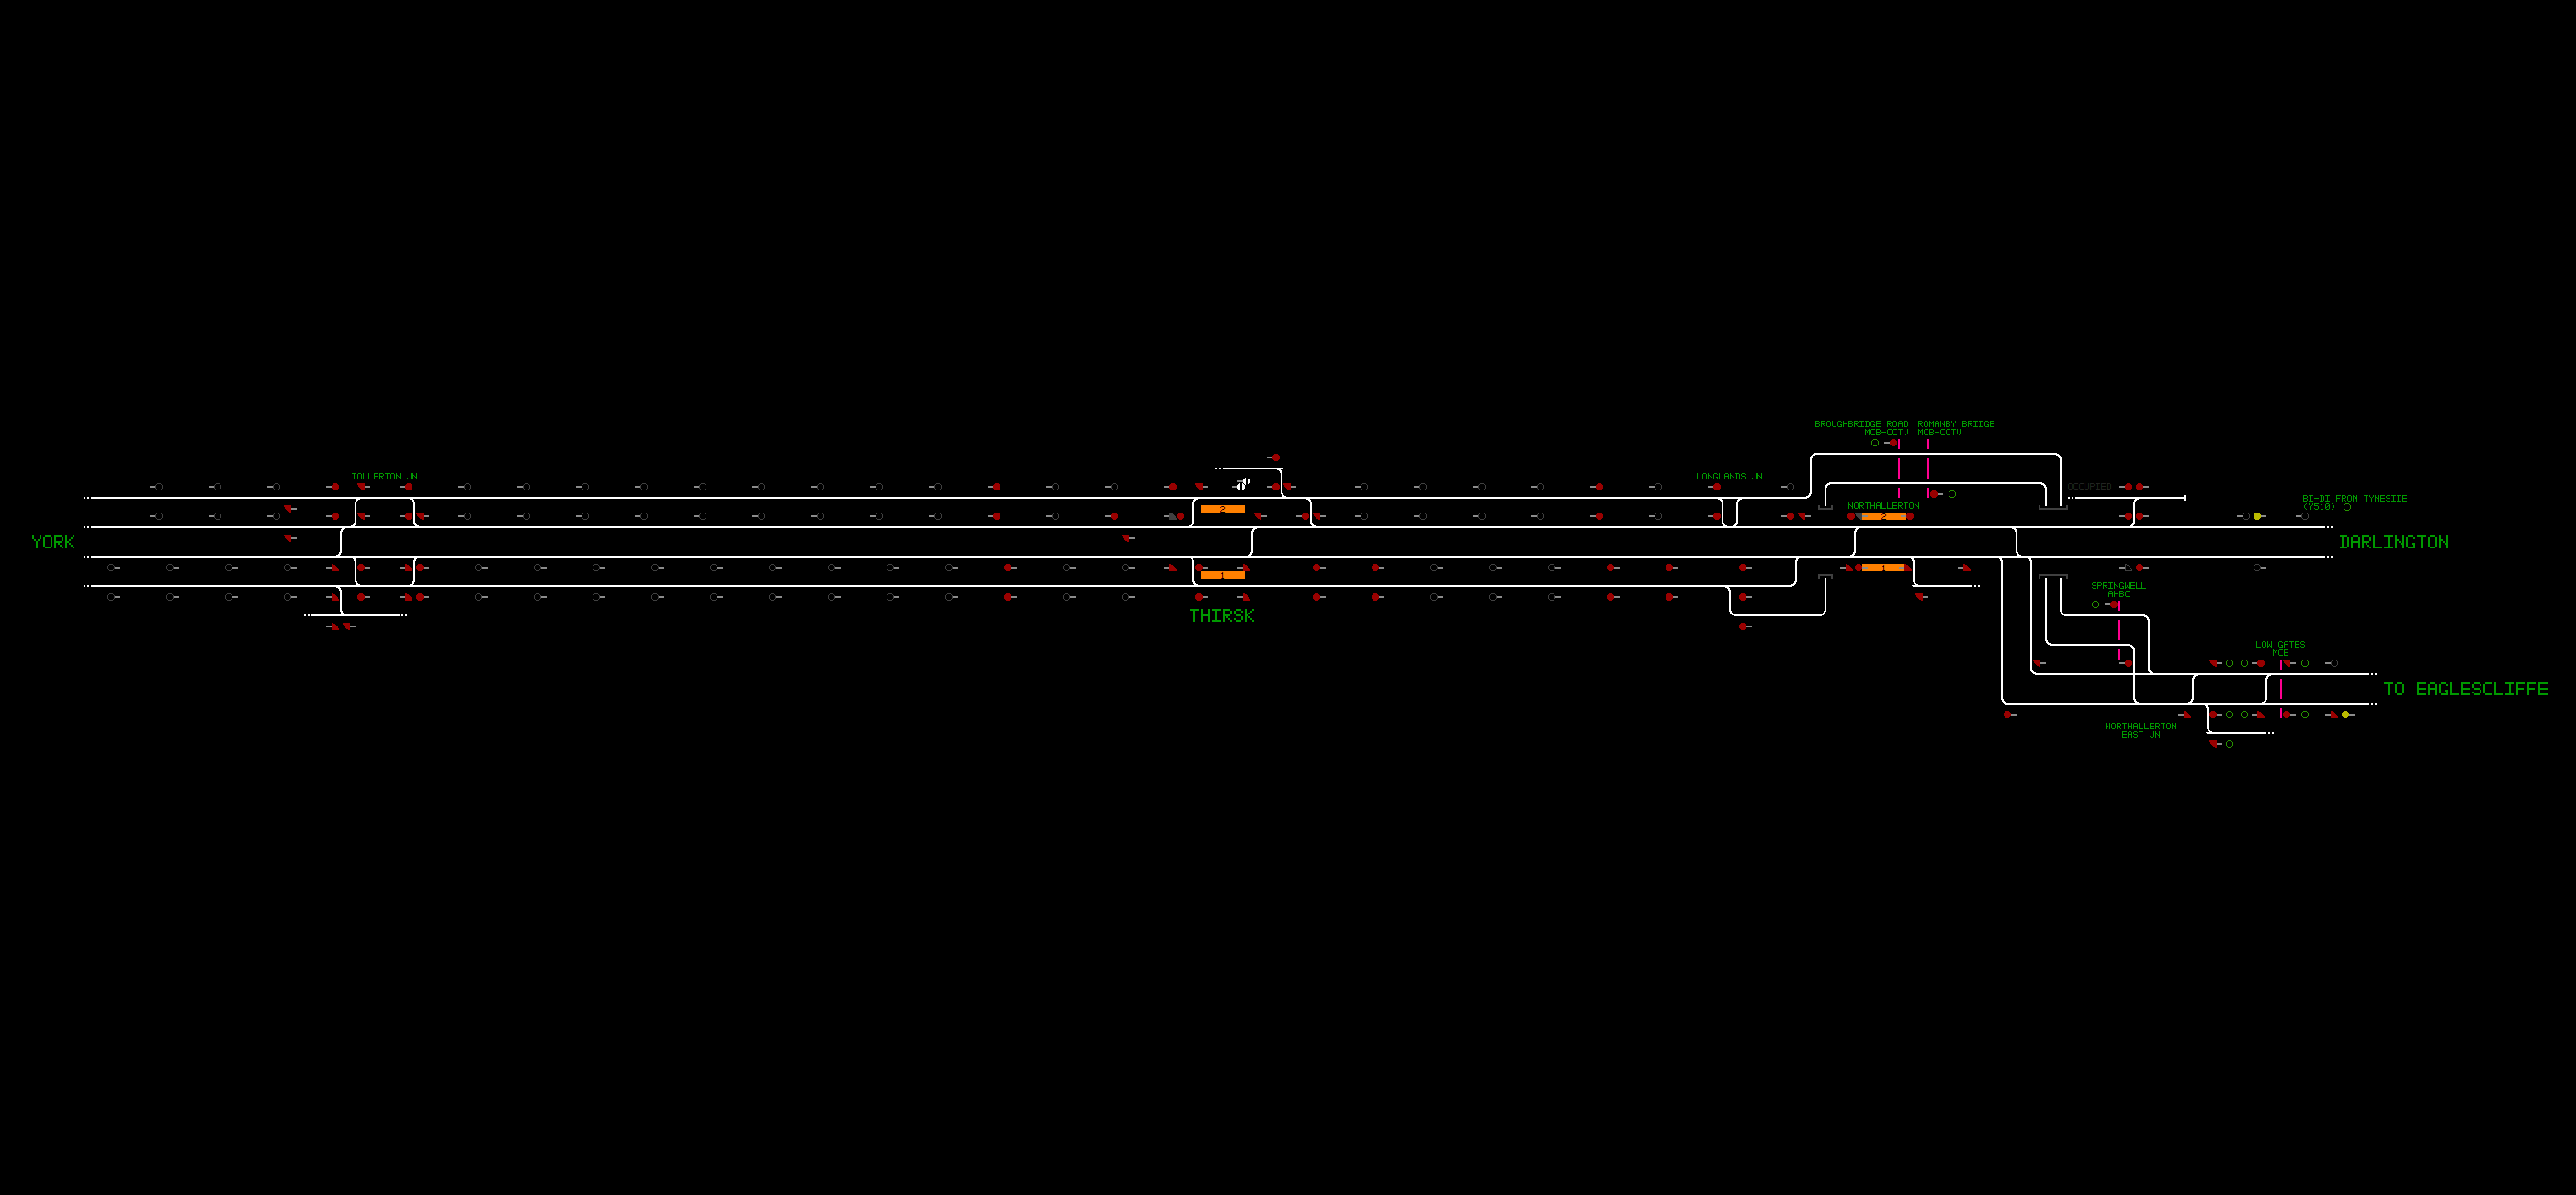 BROUGHBRIDGE ROAD
MCB-CCTV
ROMANBY BRIDGE
MCB-CCTV
TOLLERTON JN
LONGLANDS JN
OCCUPIED
BI-DI FROM TYNESIDE
(Y510)
NORTHALLERTON
2
2
YORK
DARLINGTON
1
1
THIRSK
SPRINGWELL
AHBC
LOW GATES
MCB
TO EAGLESCLIFFE
NORTHALLERTON
EAST JN